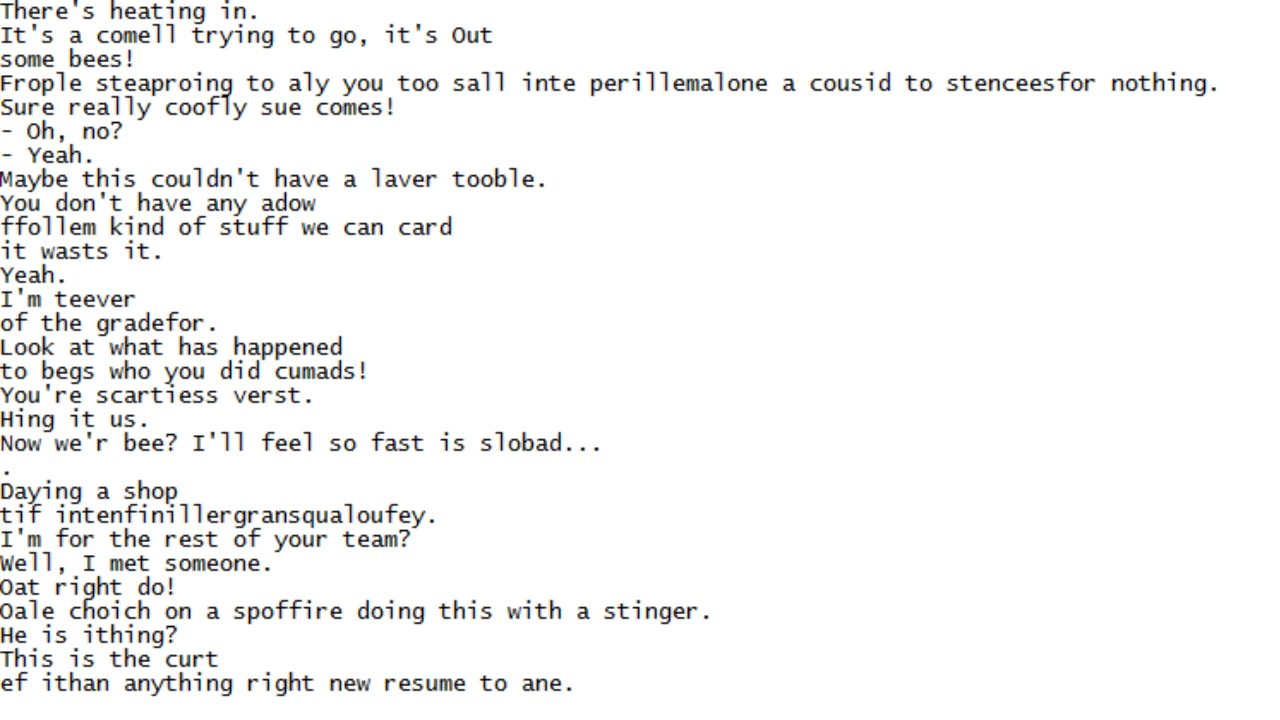 There's heating in.
It's a comell trying to go, it's Out
some bees!
Frople steaproing to aly you too sall inte perillemalone a cousid to stenceesfor nothing.
Sure really coofly sue comes!
- Oh, no?
- Yeah.
Maybe this couldn't have a laver tooble.
You don't have any adow
ffollem kind of stuff we can card
it wasts it.
Yeah.
I'm teever
of the gradefor.
Look at what has happened
to begs who you did cumads!
You're scartiess verst.
Hing it us.
Now we'r bee? I'll feel so fast is slobad...
.
Daying a shop
tif intenfinillergransqualoufey.
I'm for the rest of your team?
Well, I met someone.
Oat right do!
Oale choich on a spoffire doing this with a stinger.
He is ithing?
This is the curt
ef ithan anything right new resume to ane.